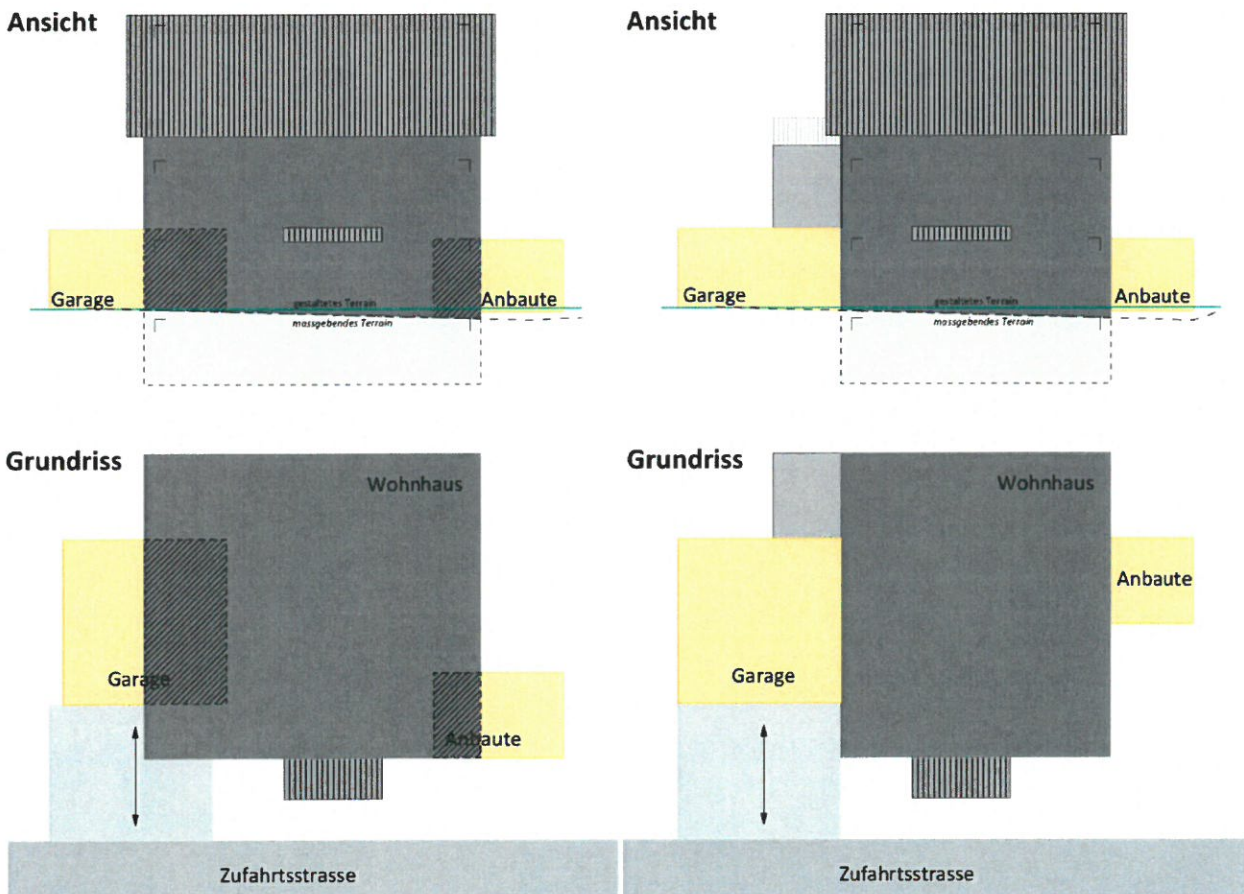 Ansicht
Garage
gestaltetes Terrain
massgebendes Terrain
Anbaute
Ansicht
Garage
gestaltetes Terrain
massgebendes Terrain
Anbaute
Grundriss
Wohnhaus
Garage
Anbaute
Zufahrtsstrasse
Grundriss
Wohnhaus
Anbaute
Garage
Zufahrtsstrasse